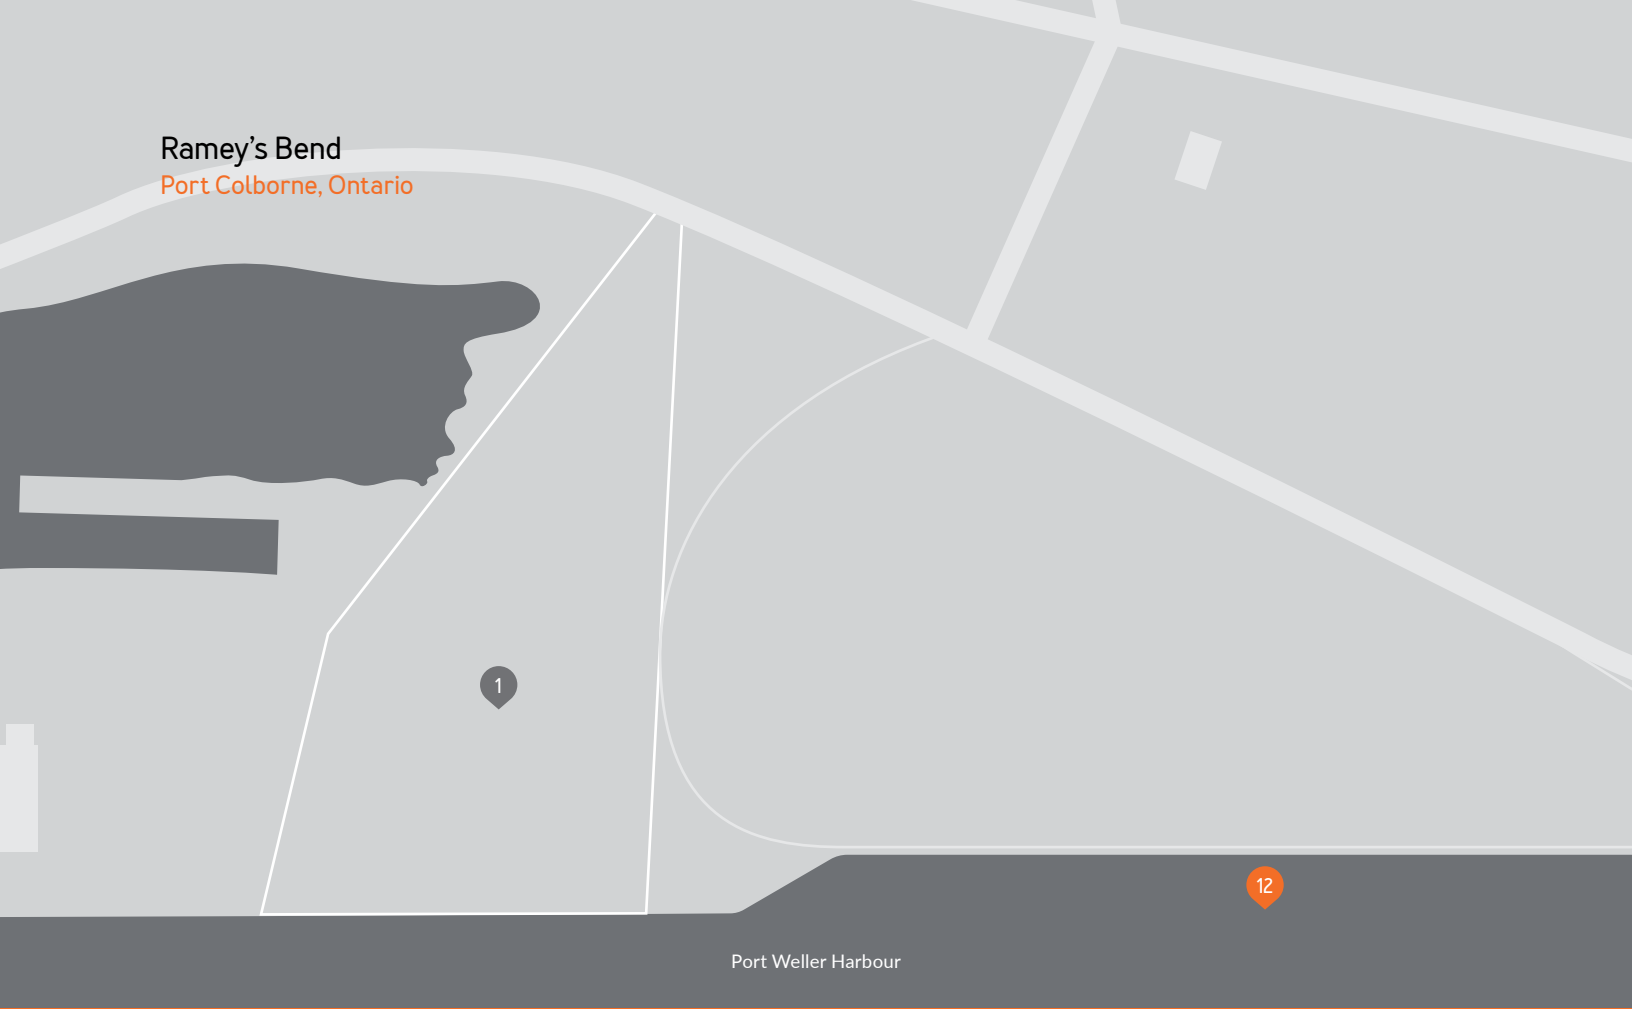 Ramey’s Bend
Port Colborne, Ontario
1
12
Port Weller Harbour